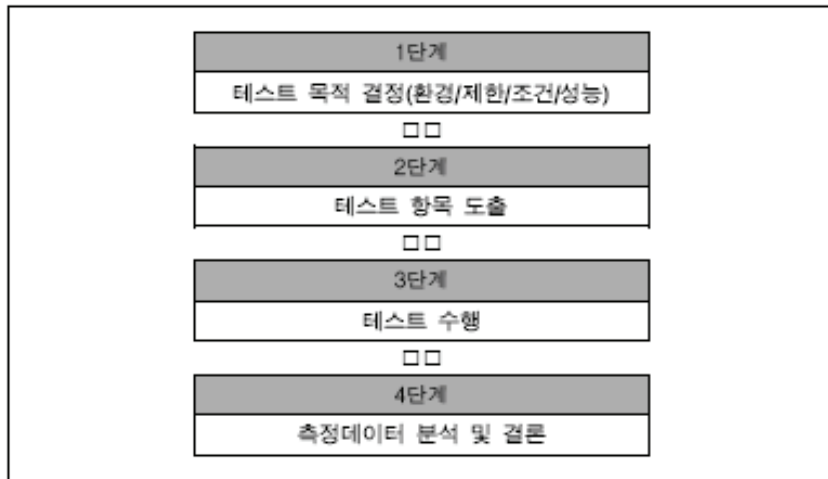 1단계
테스트 목적 결정(환경/제한/조건/성능)
□□
2단계
테스트 항목 도출
□□
3단계
테스트 수행
□□
4단계
측정데이터 분석 및 결론